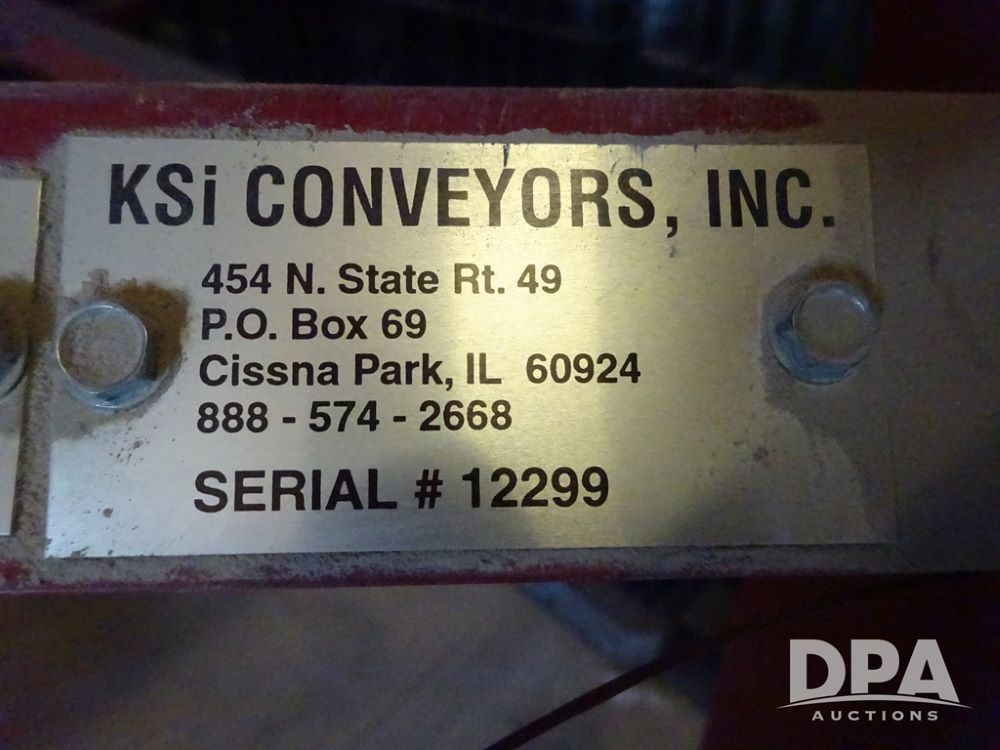 KSi CONVEYORS, INC.
454 N. State Rt. 49
P.O. Box 69
Cissna Park, IL 60924
888 - 574 - 2668
SERIAL # 12299
DPA
AUCTIONS